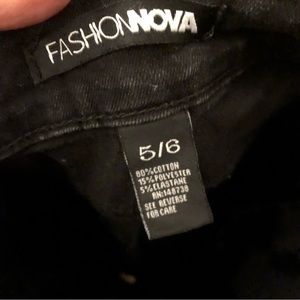 FASHIONNOVA
5/6
80%COTTON
15%POLYESTER
5%ELASTANE
RN:148738
SEE REVERSE
FOR CARE